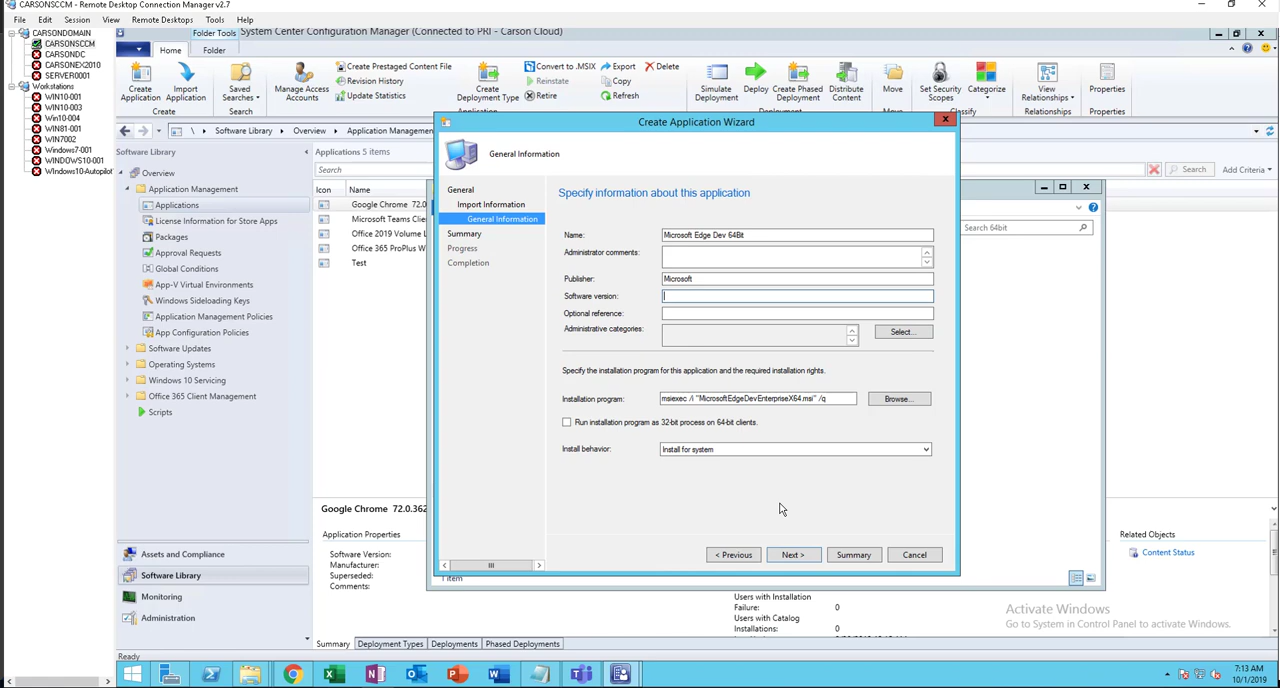 CARSONSCCM - Remote Desktop Connection Manager v2.7
File Edit Session View Remote Desktops Tools Help
CARSONDOMAIN
CARSONSCCM
CARSONDC
CARSONEX2010
SERVER0001
Workstations
WIN10-001
WIN10-003
Win10-004
WIN81-001
WIN7002
Windows7-001
WINDOWS10-001
WIndows10-Autopilot
Folder Tools System Center Configuration Manager (Connected to PRI - Carson Cloud)
Home Folder
Create Application
Import Application
Create
Saved Searches
Search
Manage Access Accounts
Create Prestaged Content File
Revision History
Update Statistics
Create Deployment Type
Convert to .MSIX
Reinstate
Retire
Export
Copy
Refresh
Delete
Simulate Deployment
Deploy
Create Phased Deployment
Distribute Content
Move
Set Security Scopes
Categorize
Classify
View Relationships
Relationships
Properties
Properties
\ Software Library Overview Application Managemen
Software Library
Overview
Application Management
Applications
License Information for Store Apps
Packages
Approval Requests
Global Conditions
App-V Virtual Environments
Windows Sideloading Keys
Application Management Policies
App Configuration Policies
Software Updates
Operating Systems
Windows 10 Servicing
Office 365 Client Management
Scripts
Assets and Compliance
Software Library
Monitoring
Administration
Applications 5 items
Search
Search
Add Criteria
Icon Name
Google Chrome 72.0
Microsoft Teams Clie
Office 2019 Volume L
Office 365 ProPlus W
Test
Search 64bit
Create Application Wizard
General Information
General
Import Information
General Information
Summary
Progress
Completion
Specify information about this application
Name: Microsoft Edge Dev 64Bit
Administrator comments:
Publisher: Microsoft
Software version:
Optional reference:
Administrative categories: Select...
Specify the installation program for this application and the required installation rights.
Installation program: msiexec /i "MicrosoftEdgeDevEnterpriseX64.msi" /q Browse...
Run installation program as 32-bit process on 64-bit clients.
Install behavior: Install for system
< Previous Next > Summary Cancel
1 item
Google Chrome 72.0.362
Application Properties
Software Version:
Manufacturer:
Superseded:
Comments:
Users with Installation
Failure: 0
Users with Catalog
Installations: 0
Related Objects
Content Status
Activate Windows
Go to System in Control Panel to activate Windows.
Summary Deployment Types Deployments Phased Deployments
Ready
7:13 AM
10/1/2019